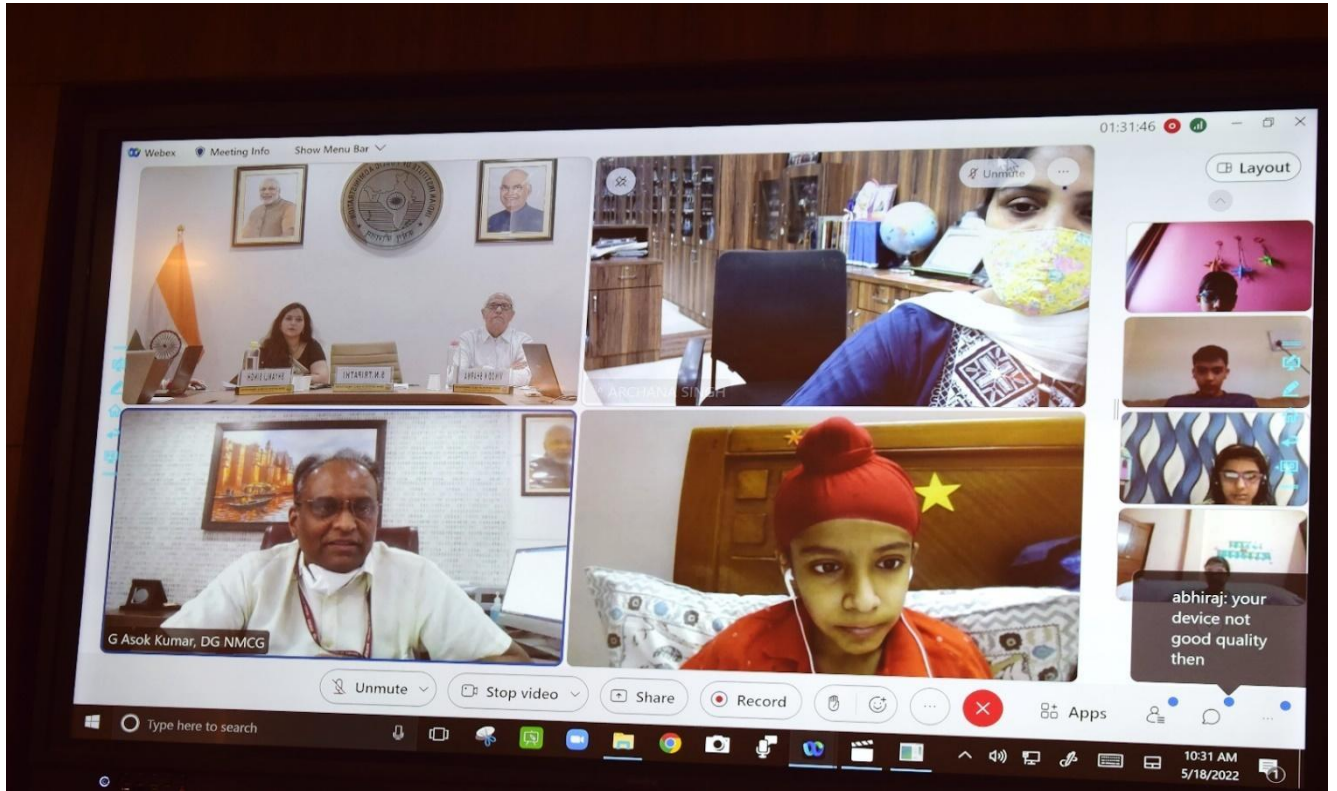 Webex
Meeting Info
Show Menu Bar
01:31:46
Layout
Unmute
ARCHANA SINGH
G Asok Kumar, DG NMCG
abhiraj: your
device not
good quality
then
Unmute
Stop video
Share
Record
Apps
Type here to search
10:31 AM
5/18/2022
1